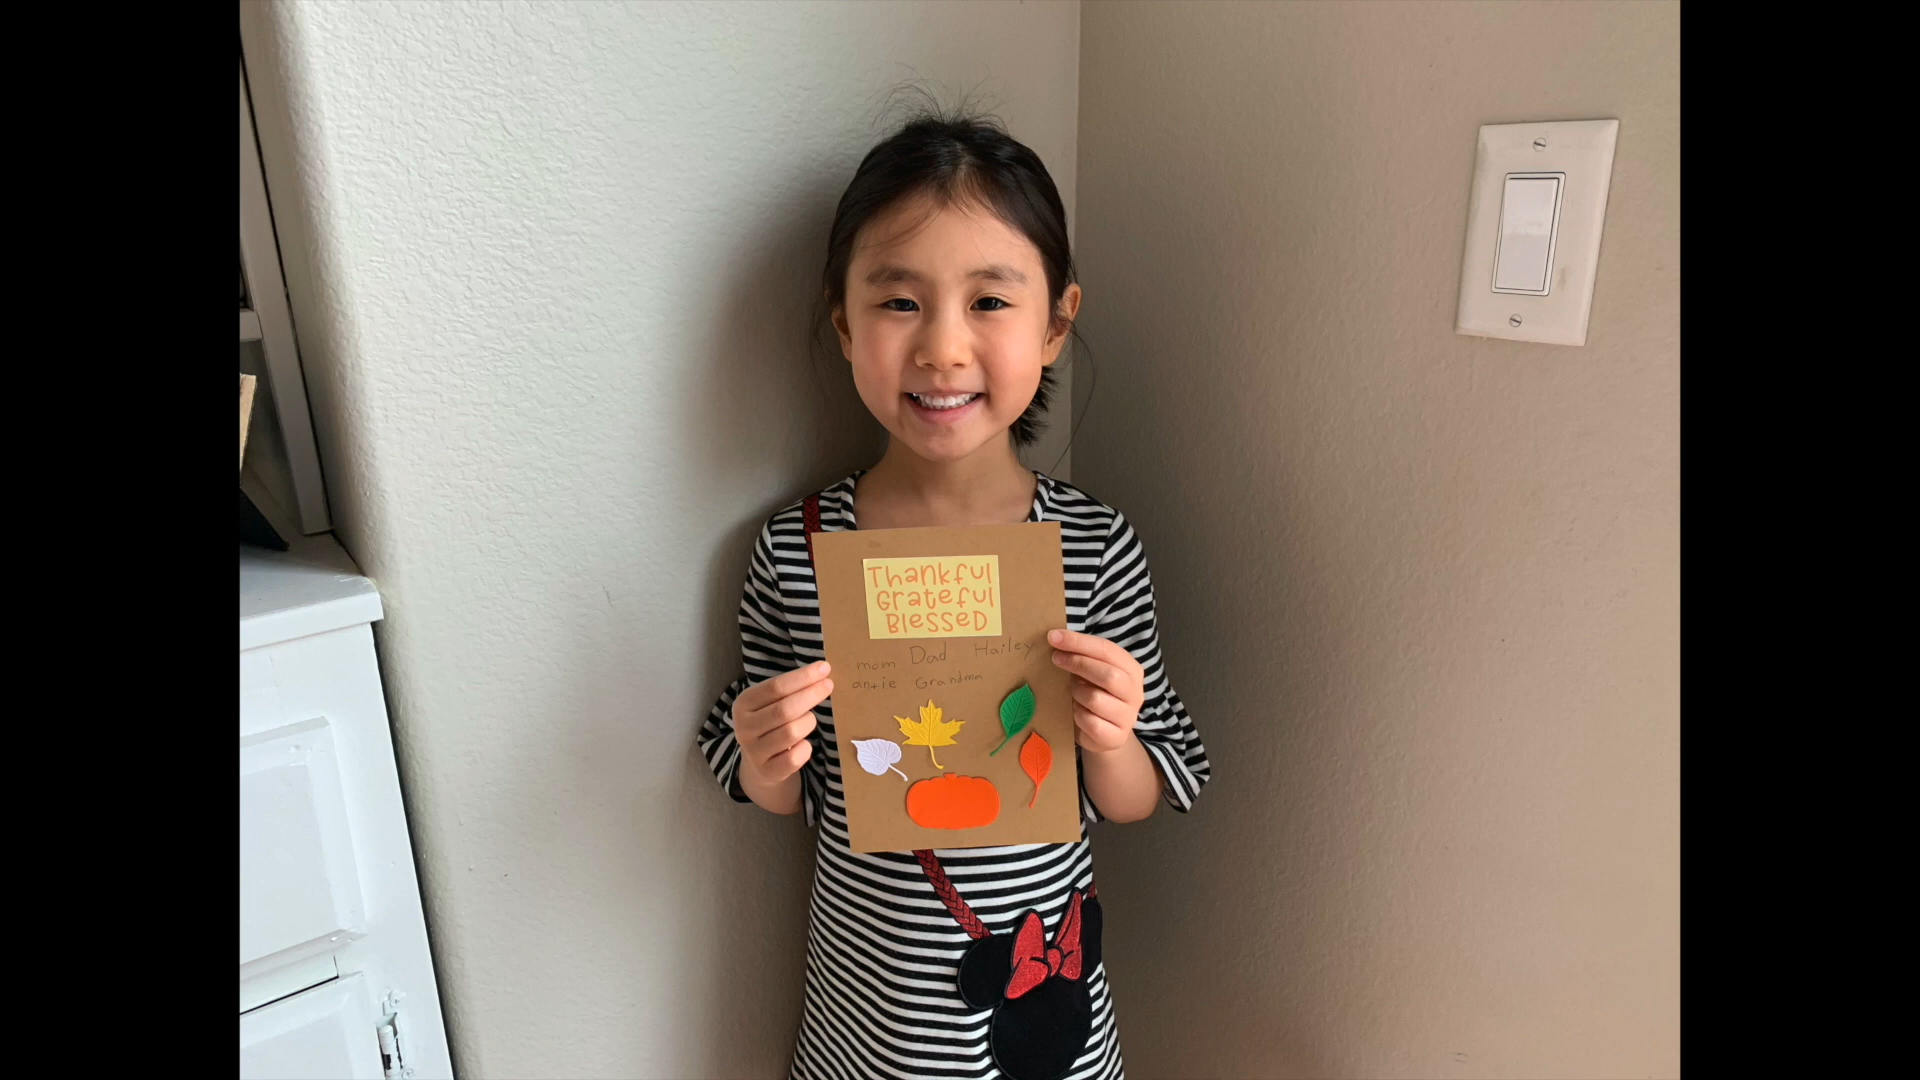 Thankful
Grateful
Blessed
mom Dad Hailey
antie Grandma